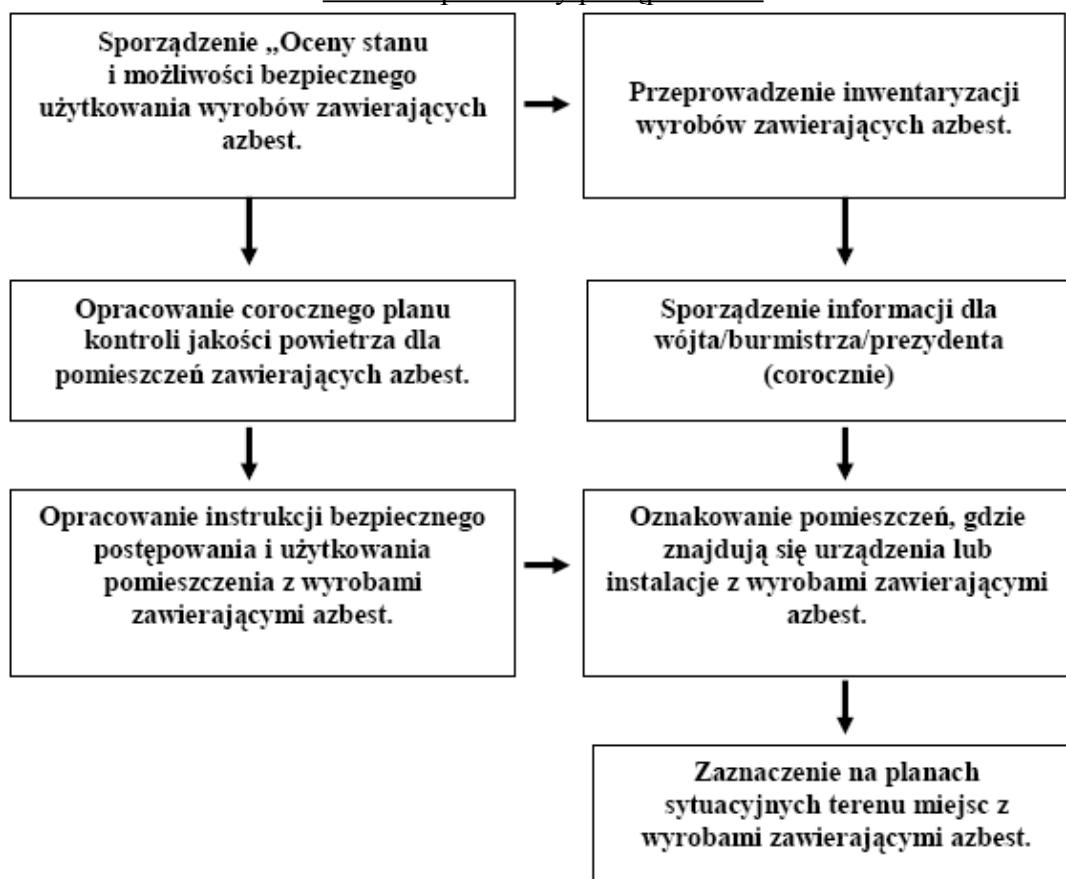 Sporządzenie „Oceny stanu
i możliwości bezpiecznego
użytkowania wyrobów zawierających
azbest.
Przeprowadzenie inwentaryzacji
wyrobów zawierających azbest.
Opracowanie corocznego planu
kontroli jakości powietrza dla
pomieszczeń zawierających azbest.
Sporządzenie informacji dla
wójta/burmistrza/prezydenta
(corocznie)
Opracowanie instrukcji bezpiecznego
postępowania i użytkowania
pomieszczenia z wyrobami
zawierającymi azbest.
Oznakowanie pomieszczeń, gdzie
znajdują się urządzenia lub
instalacje z wyrobami zawierającymi
azbest.
Zaznaczenie na planach
sytuacyjnych terenu miejsc z
wyrobami zawierającymi azbest.